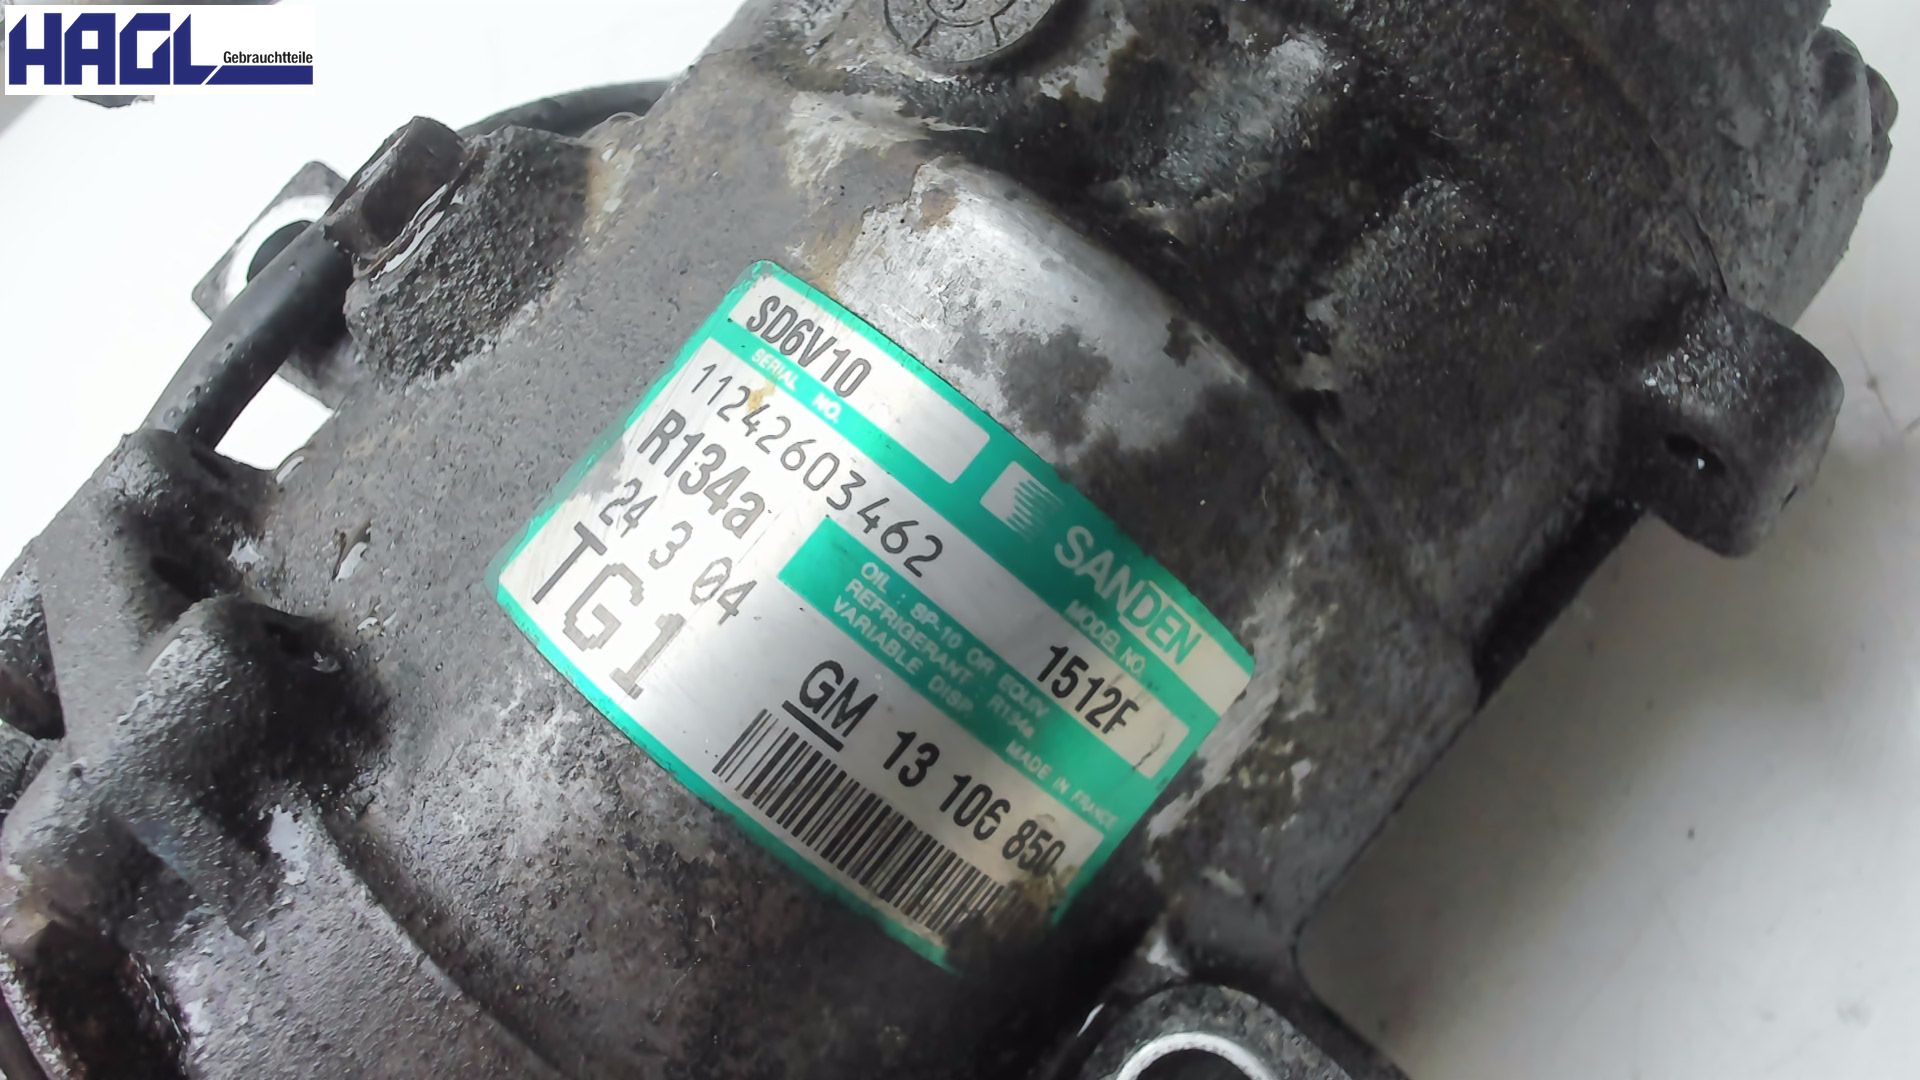 HAGL
Gebrauchtteile
SD6V10
SERIAL NO.
11242603462
R134a
24 3 04
TG1
SANDEN
MODEL NO.
1512F
OIL : SP-10 OR EQUIV
REFRIGERANT : R134a
VARIABLE DISP.
MADE IN FRANCE
GM 13 106 850